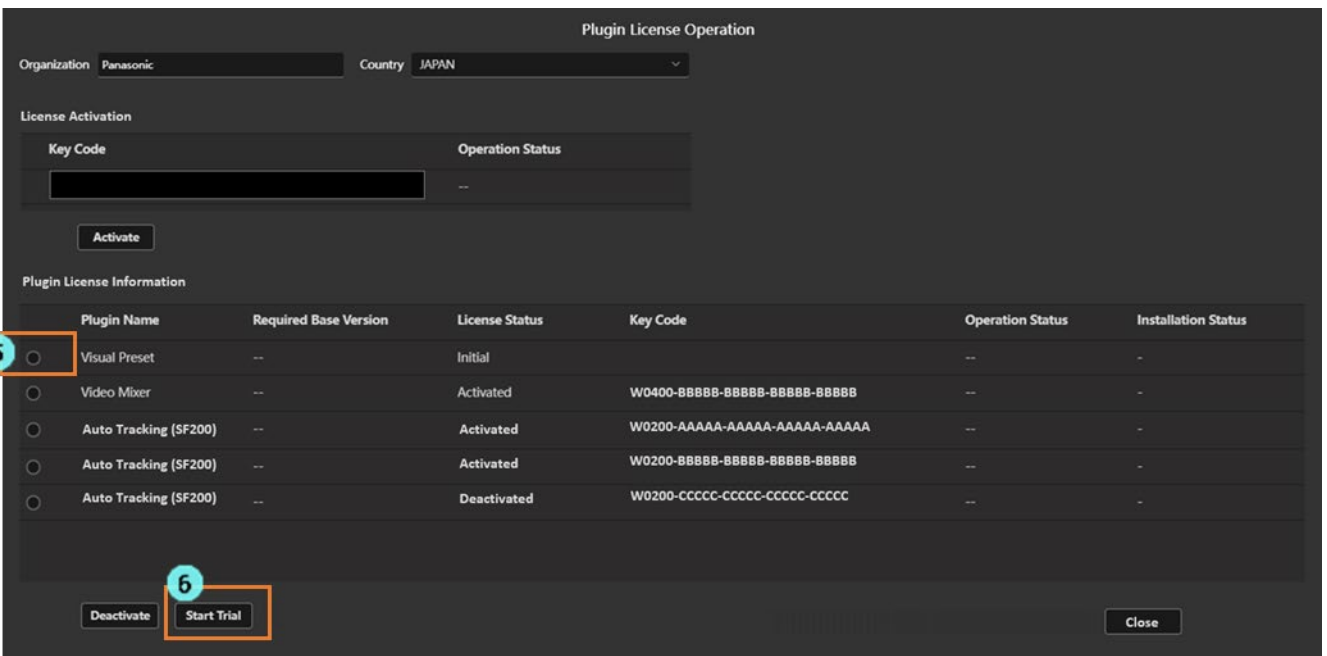 Plugin License Operation
Organization Panasonic Country JAPAN
License Activation
Key Code Operation Status
--
Activate
Plugin License Information
Plugin Name Required Base Version License Status Key Code Operation Status Installation Status
5 Visual Preset -- Initial -- -
Video Mixer -- Activated W0400-BBBBB-BBBBB-BBBBB-BBBBB -- -
Auto Tracking (SF200) -- Activated W0200-AAAAA-AAAAA-AAAAA-AAAAA -- -
Auto Tracking (SF200) -- Activated W0200-BBBBB-BBBBB-BBBBB-BBBBB -- -
Auto Tracking (SF200) -- Deactivated W0200-CCCCC-CCCCC-CCCCC-CCCCC -- -
6
Deactivate Start Trial Close